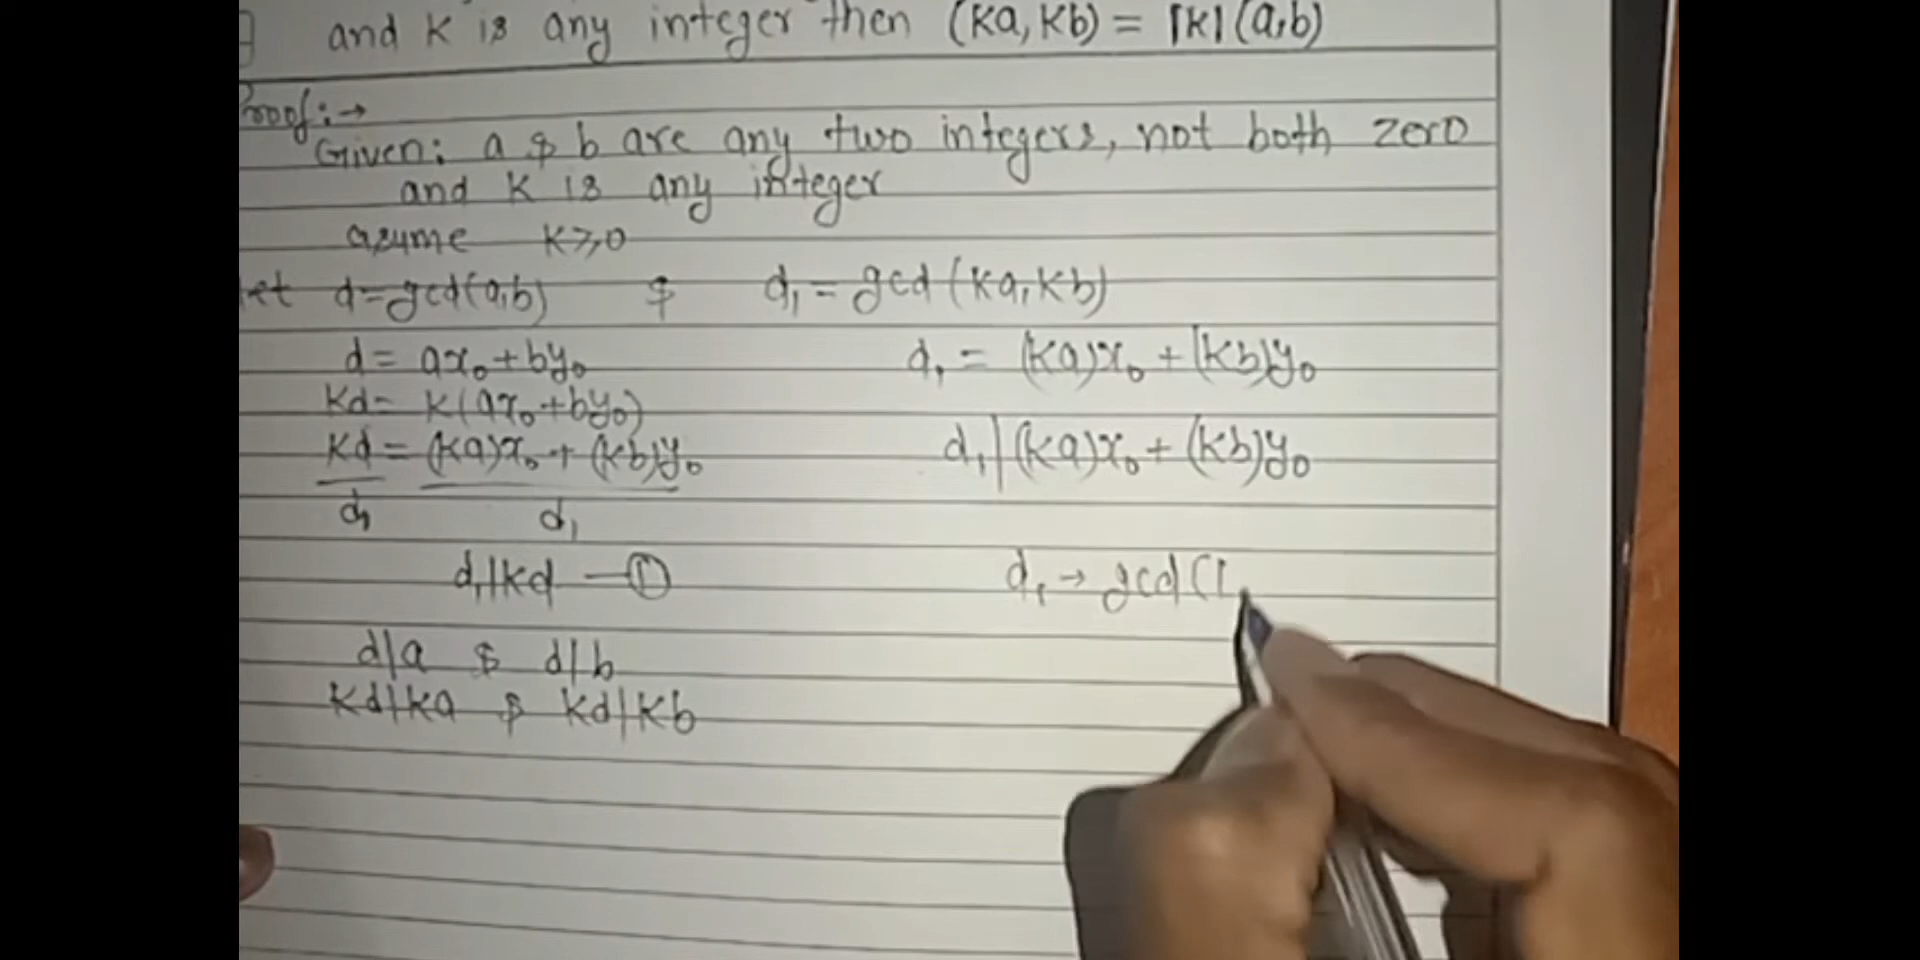 and K is any integer then (Ka, Kb) = |K| (a,b)
Proof:→
Given: a & b are any two integers, not both zero
and K is any integer
asume K≥0
let d=gcd(a,b) & d₁ = gcd (Ka, Kb)
d = ax₀+by₀ d₁ = (Ka)x₀ + (Kb)y₀
Kd= K(ax₀+by₀)
Kd = (Ka)x₀ + (Kb)y₀ d₁|(Ka)x₀ + (Kb)y₀
d₁ d₁
d₁|Kd —① d₁ → gcd (
d|a & d|b
Kd|Ka & Kd|Kb